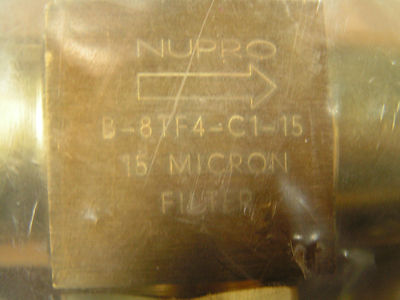 NUPRO
B-8TF4-C1-15
15 MICRON
FILTER